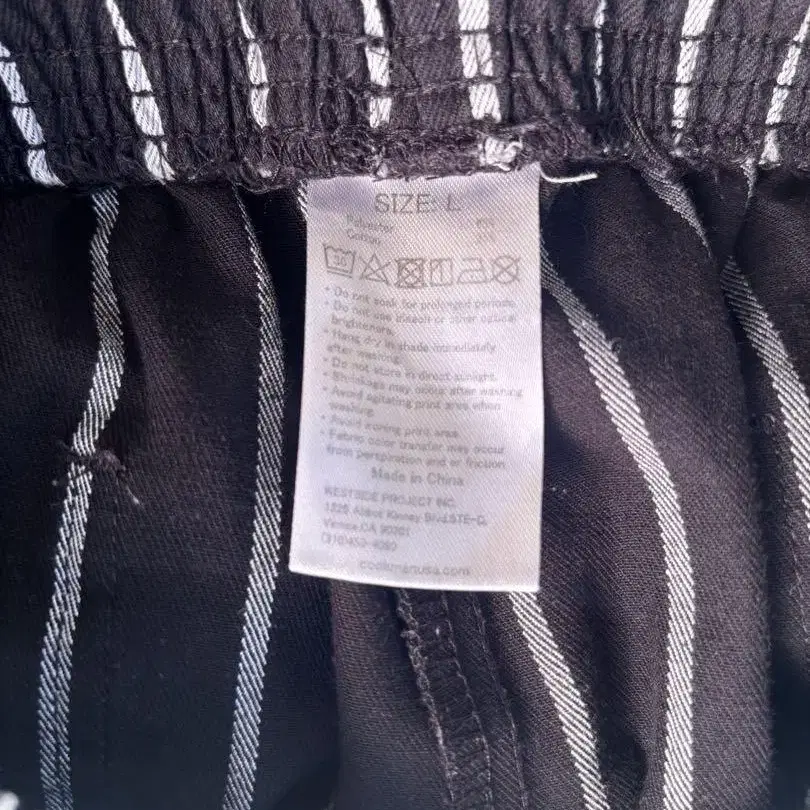 SIZE: L
Polyester
Cotton
30
• Do not soak for prolonged periods.
• Do not use bleach or other optical
brighteners.
• Hang dry in shade immediately
after washing.
• Do not store in direct sunlight.
• Shrinkage may occur after washing
• Avoid agitating print area when
washing.
• Avoid ironing print area
• Fabric color transfer may occur
from perspiration and or friction
Made in China
WESTSIDE PROJECT INC.
Venice,CA
cookmanusa.com